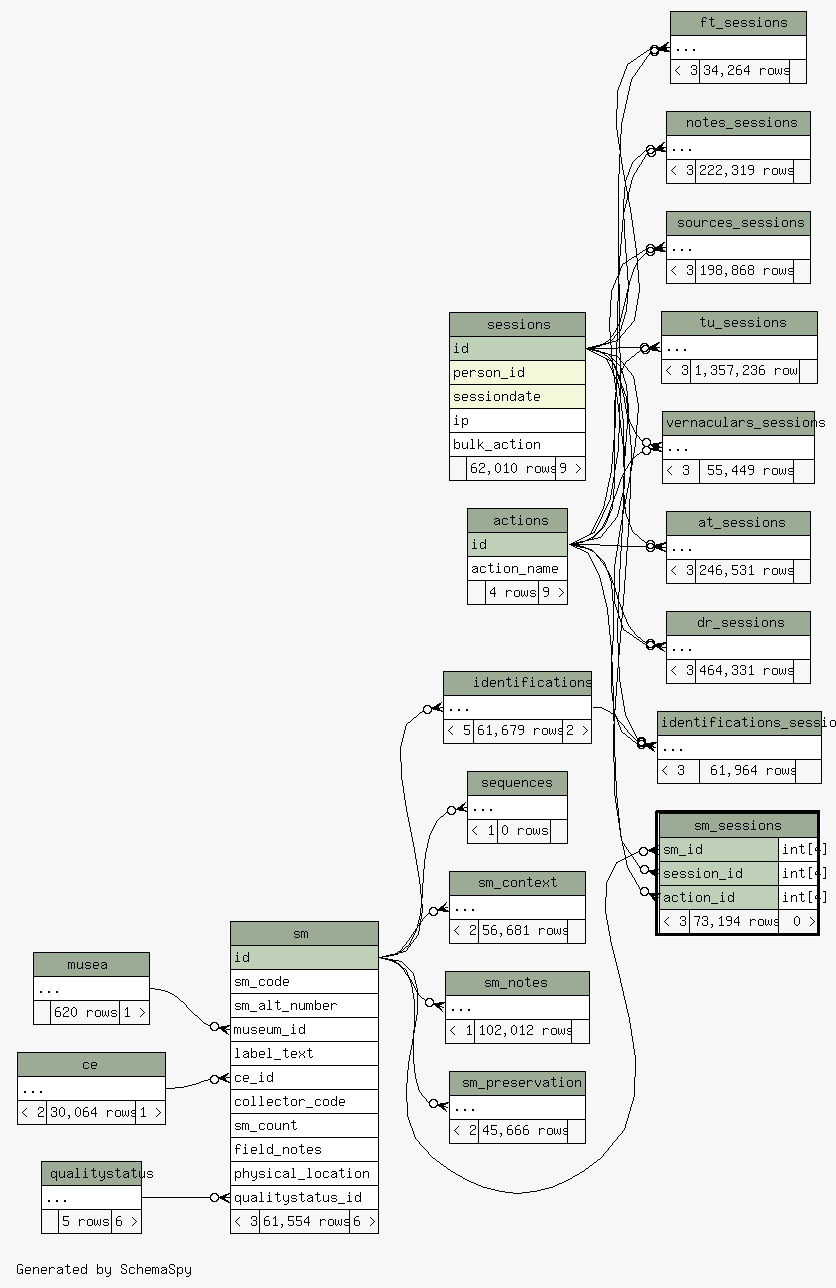 ft_sessions
...
< 3 34,264 rows
notes_sessions
...
< 3 222,319 rows
sources_sessions
...
< 3 198,868 rows
tu_sessions
...
< 3 1,357,236 row
vernaculars_sessions
...
< 3 55,449 rows
at_sessions
...
< 3 246,531 rows
dr_sessions
...
< 3 464,331 rows
identifications_sessio
...
< 3 61,964 rows
sm_sessions
sm_id int[4]
session_id int[4]
action_id int[4]
< 3 73,194 rows 0 >
sessions
id
person_id
sessiondate
ip
bulk_action
62,010 rows 9 >
actions
id
action_name
4 rows 9 >
identifications
...
< 5 61,679 rows 2 >
sequences
...
< 1 0 rows
sm_context
...
< 2 56,681 rows
sm_notes
...
< 1 102,012 rows
sm_preservation
...
< 2 45,666 rows
sm
id
sm_code
sm_alt_number
museum_id
label_text
ce_id
collector_code
sm_count
field_notes
physical_location
qualitystatus_id
< 3 61,554 rows 6 >
musea
...
620 rows 1 >
ce
...
< 2 30,064 rows 1 >
qualitystatus
...
5 rows 6 >
Generated by SchemaSpy